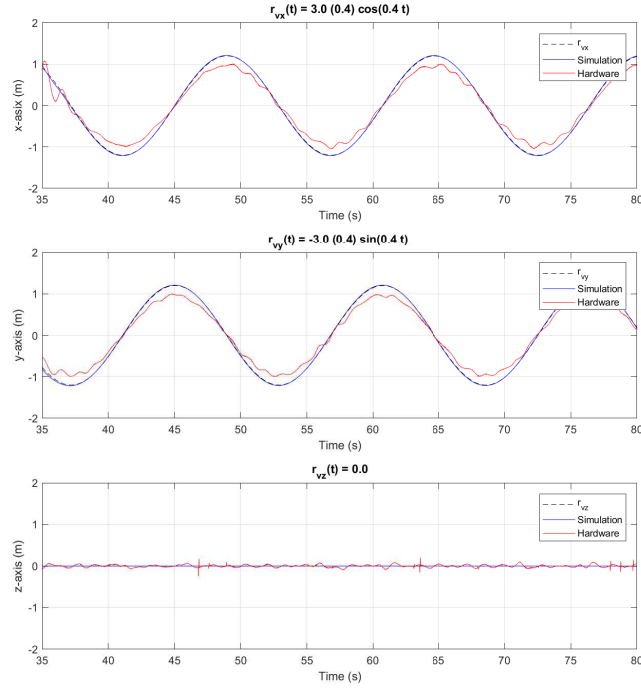 r_vx(t) = 3.0 (0.4) cos(0.4 t)
2
1
0
-1
-2
x-asix (m)
r_vx
Simulation
Hardware
35 40 45 50 55 60 65 70 75 80
Time (s)
r_vy(t) = -3.0 (0.4) sin(0.4 t)
2
1
0
-1
-2
y-axis (m)
r_vy
Simulation
Hardware
35 40 45 50 55 60 65 70 75 80
Time (s)
r_vz(t) = 0.0
2
1
0
-1
-2
z-axis (m)
r_vz
Simulation
Hardware
35 40 45 50 55 60 65 70 75 80
Time (s)